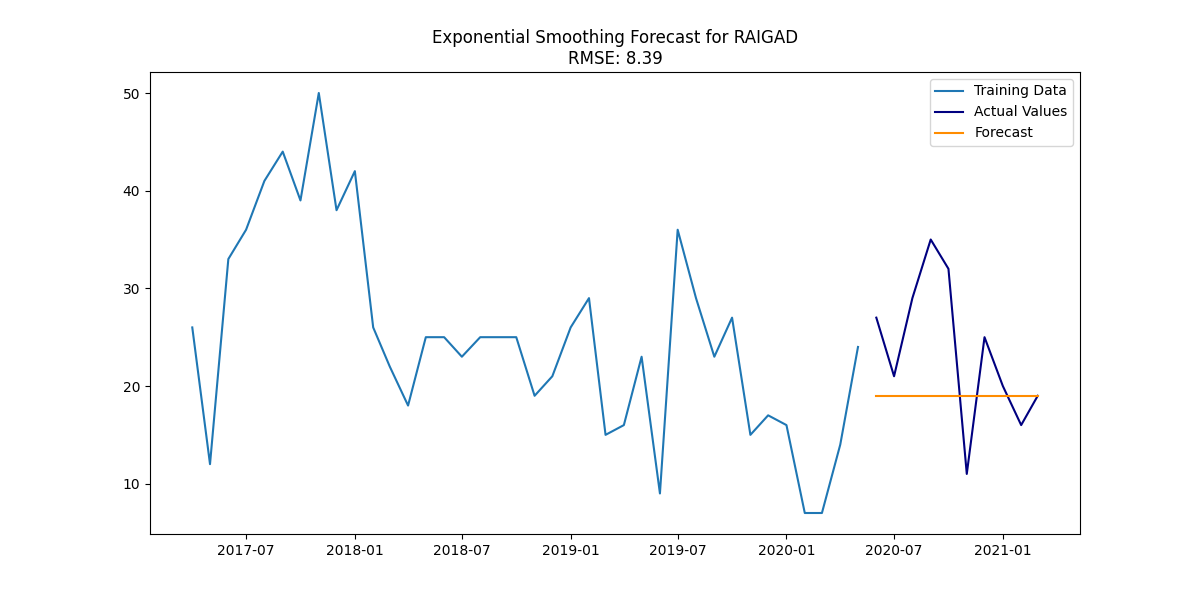 Exponential Smoothing Forecast for RAIGAD
RMSE: 8.39
Training Data
Actual Values
Forecast
50
40
30
20
10
2017-07 2018-01 2018-07 2019-01 2019-07 2020-01 2020-07 2021-01